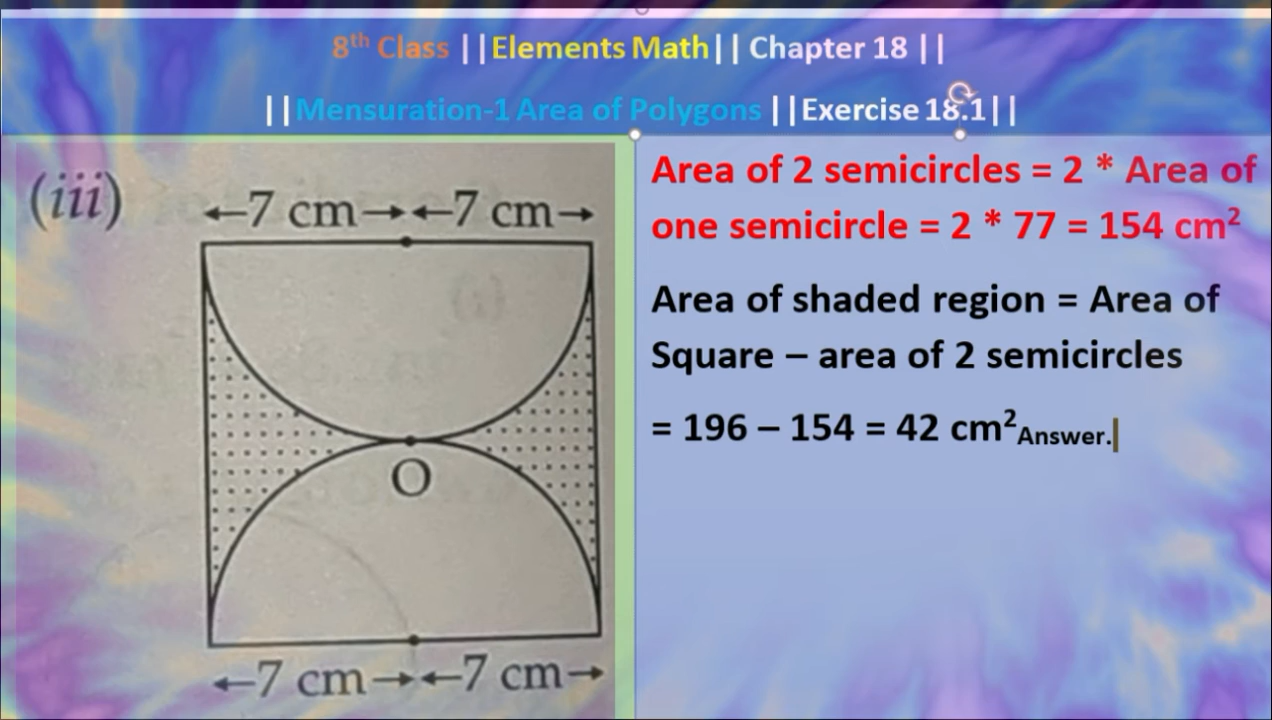 8th Class ||Elements Math|| Chapter 18 ||
||Mensuration-1 Area of Polygons ||Exercise 18.1||
(iii)
←7 cm→←7 cm→
O
←7 cm→←7 cm→
Area of 2 semicircles = 2 * Area of
one semicircle = 2 * 77 = 154 cm²
Area of shaded region = Area of
Square – area of 2 semicircles
= 196 – 154 = 42 cm² Answer.